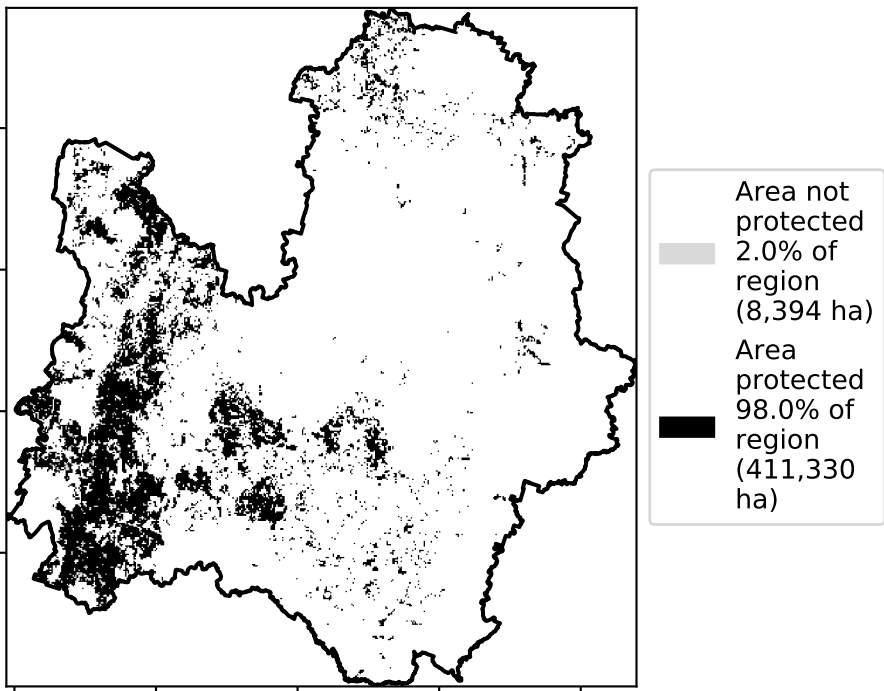 Area not
protected
2.0% of
region
(8,394 ha)
Area
protected
98.0% of
region
(411,330
ha)